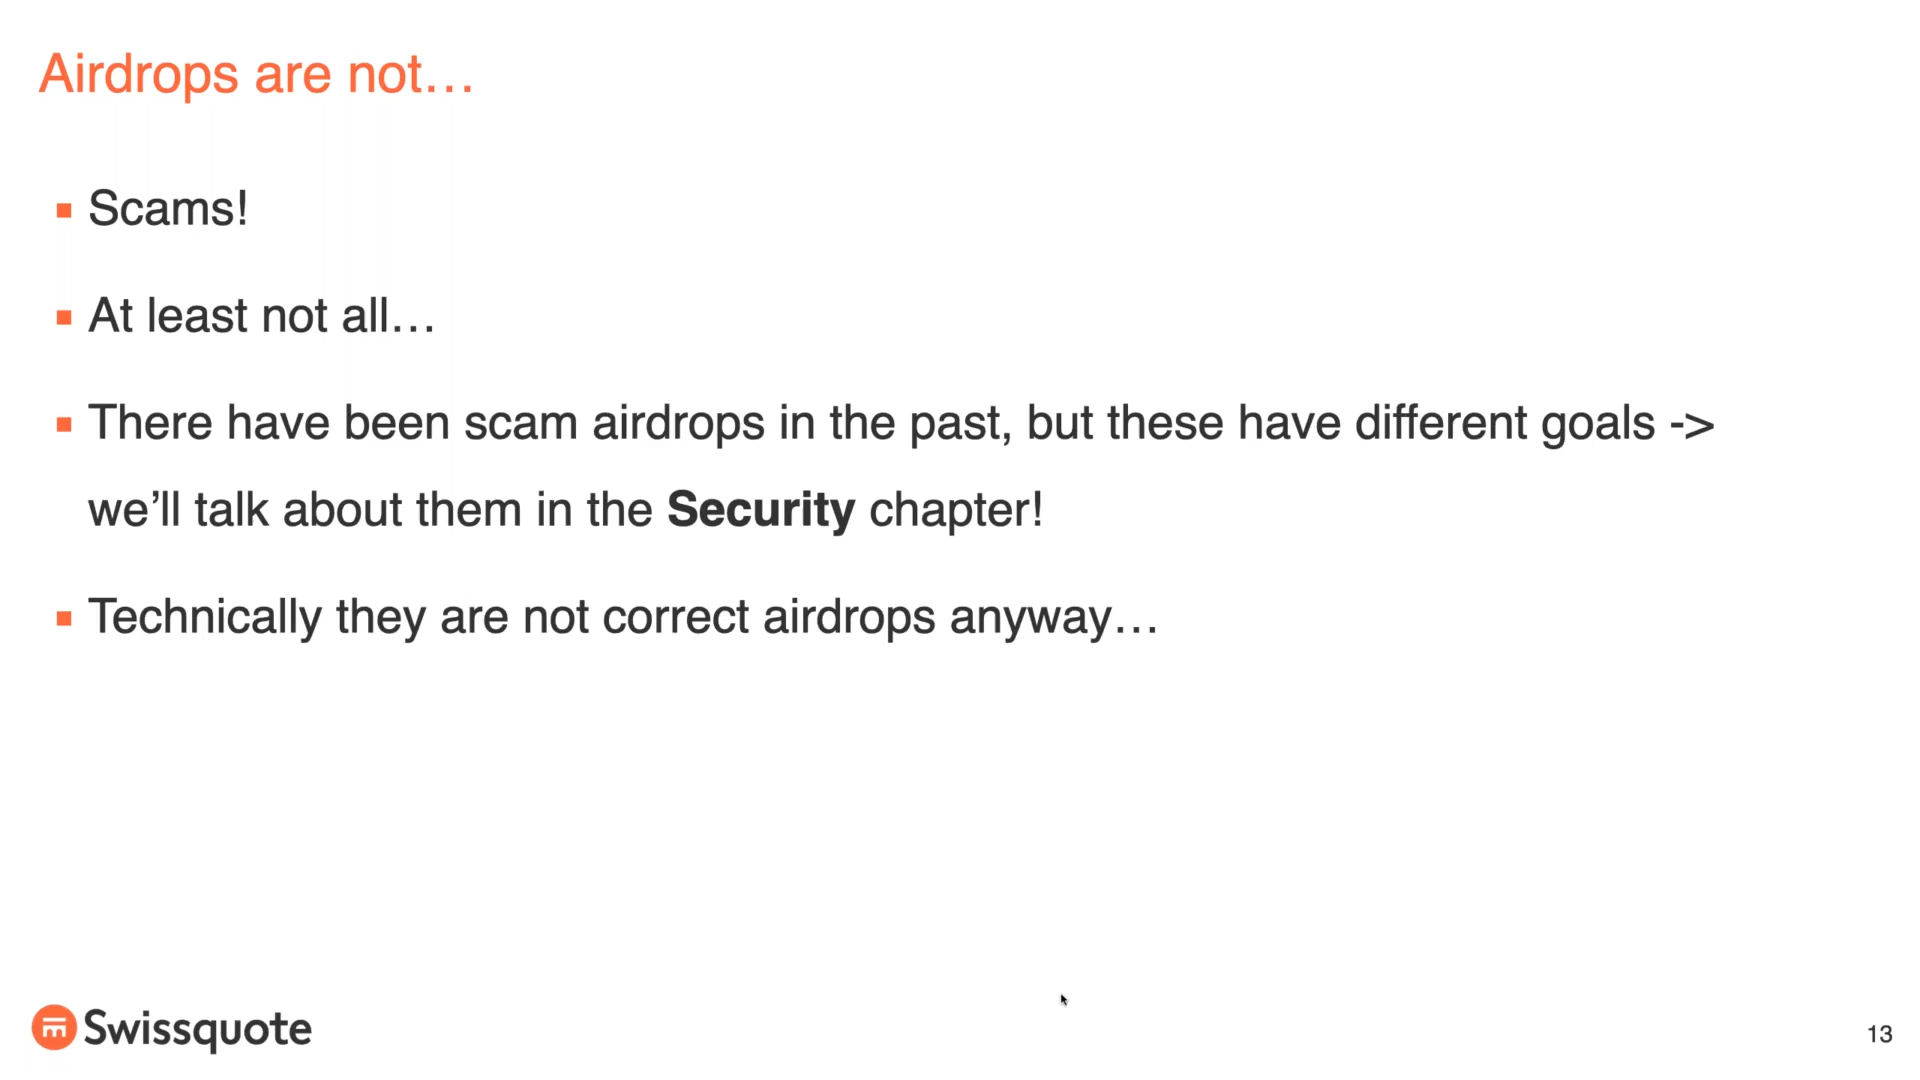 Airdrops are not…
Scams!
At least not all…
There have been scam airdrops in the past, but these have different goals ->
we’ll talk about them in the Security chapter!
Technically they are not correct airdrops anyway…
Swissquote
13